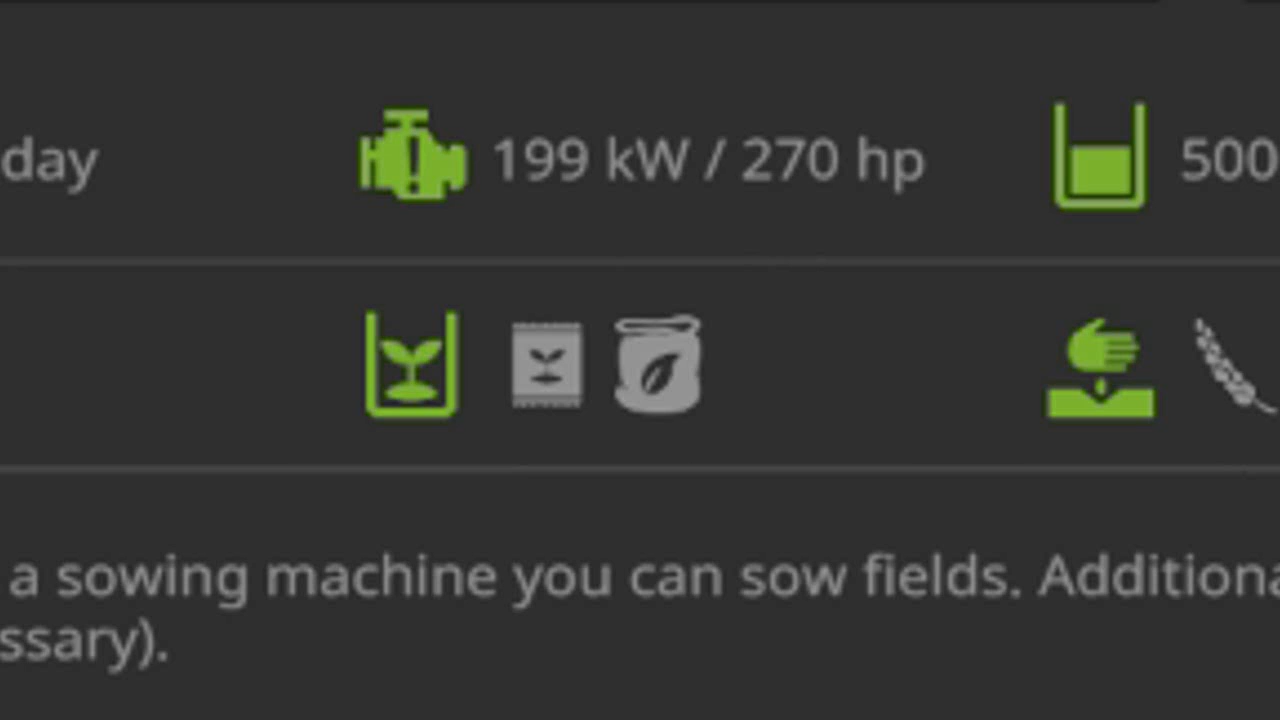 day 199 kW / 270 hp 500
a sowing machine you can sow fields. Additiona
ssary).